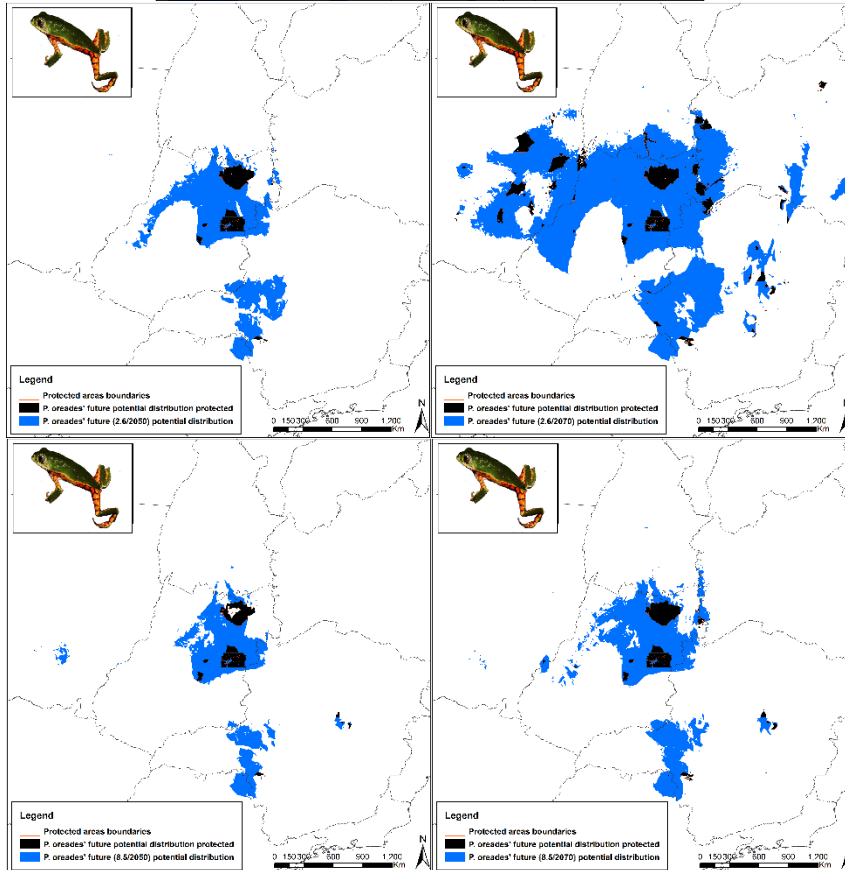 Legend
Protected areas boundaries
P. oreades' future potential distribution protected
P. oreades' future (2.6/2050) potential distribution
0 150300 600 900 1.200
Km
N
Legend
Protected areas boundaries
P. oreades' future potential distribution protected
P. oreades' future (2.6/2070) potential distribution
0 150300 600 900 1.200
Km
N
Legend
Protected areas boundaries
P. oreades' future potential distribution protected
P. oreades' future (8.5/2050) potential distribution
0 150300 600 900 1.200
Km
N
Legend
Protected areas boundaries
P. oreades' future potential distribution protected
P. oreades' future (8.5/2070) potential distribution
0 150300 600 900 1.200
Km
N